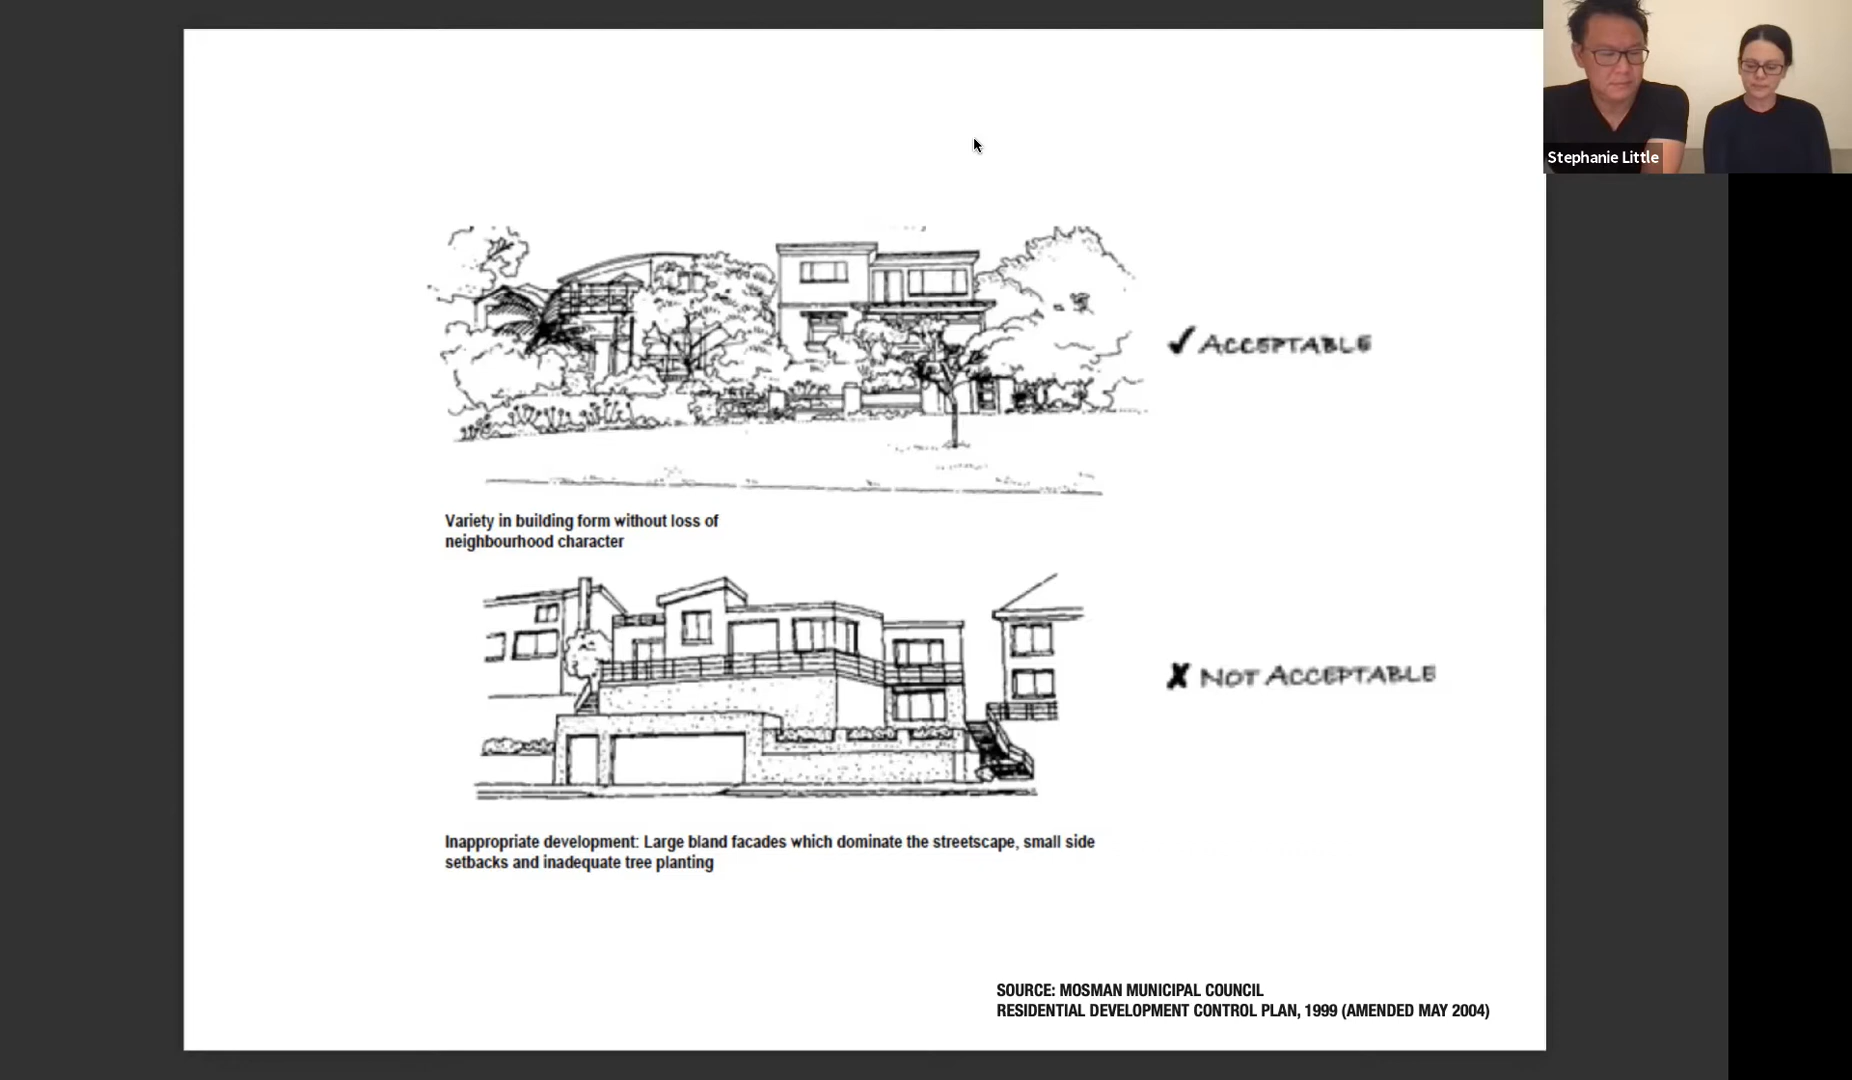 Stephanie Little
ACCEPTABLE
Variety in building form without loss of
neighbourhood character
NOT ACCEPTABLE
Inappropriate development: Large bland facades which dominate the streetscape, small side
setbacks and inadequate tree planting
SOURCE: MOSMAN MUNICIPAL COUNCIL
RESIDENTIAL DEVELOPMENT CONTROL PLAN, 1999 (AMENDED MAY 2004)